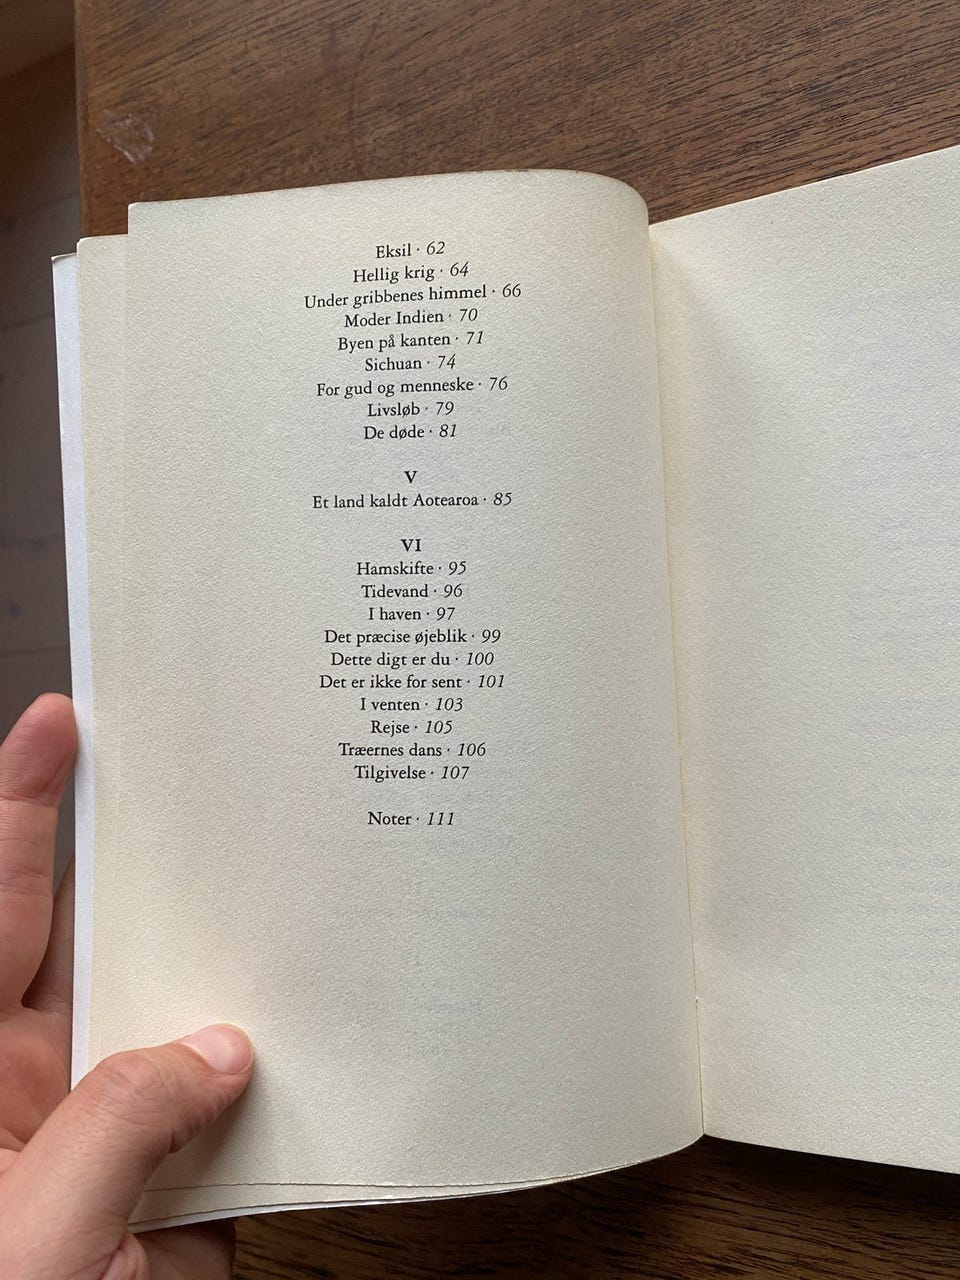 Eksil · 62
Hellig krig · 64
Under gribbenes himmel · 66
Moder Indien · 70
Byen på kanten · 71
Sichuan · 74
For gud og menneske · 76
Livsløb · 79
De døde · 81
V
Et land kaldt Aotearoa · 85
VI
Hamskifte · 95
Tidevand · 96
I haven · 97
Det præcise øjeblik · 99
Dette digt er du · 100
Det er ikke for sent · 101
I venten · 103
Rejse · 105
Træernes dans · 106
Tilgivelse · 107
Noter · 111